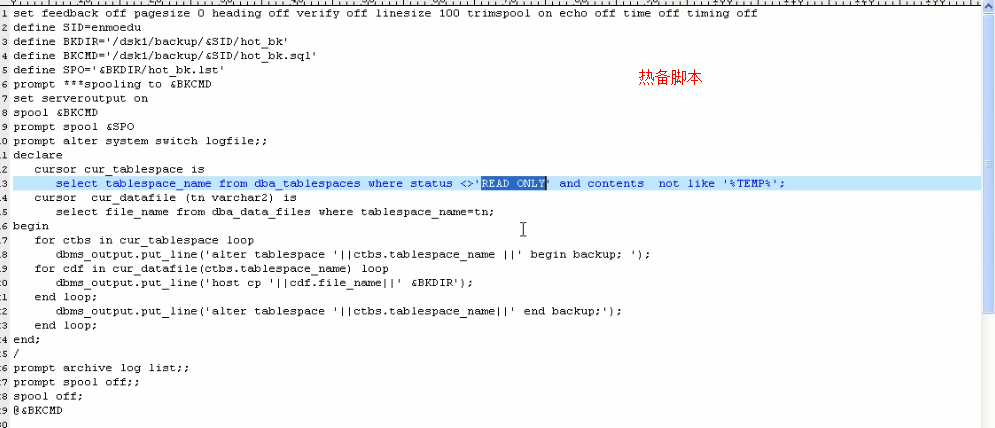 1 set feedback off pagesize 0 heading off verify off linesize 100 trimspool on echo off time off timing off
2 define SID=enmoedu
3 define BKDIR='/dsk1/backup/&SID/hot_bk'
4 define BKCMD='/dsk1/backup/&SID/hot_bk.sql'
5 define SPO='&BKDIR/hot_bk.lst'
热备脚本
6 prompt ***spooling to &BKCMD
7 set serveroutput on
8 spool &BKCMD
9 prompt spool &SPO
0 prompt alter system switch logfile;;
1 declare
2    cursor cur_tablespace is
3       select tablespace_name from dba_tablespaces where status <>'READ ONLY' and contents  not like '%TEMP%';
4    cursor  cur_datafile (tn varchar2) is
5       select file_name from dba_data_files where tablespace_name=tn;
6 begin
7    for ctbs in cur_tablespace loop
8       dbms_output.put_line('alter tablespace '||ctbs.tablespace_name ||' begin backup; ');
9    for cdf in cur_datafile(ctbs.tablespace_name) loop
0       dbms_output.put_line('host cp '||cdf.file_name||' &BKDIR');
1    end loop;
2       dbms_output.put_line('alter tablespace '||ctbs.tablespace_name||' end backup;');
3    end loop;
4 end;
5 /
6 prompt archive log list;;
7 prompt spool off;;
8 spool off;
9 @&BKCMD
0